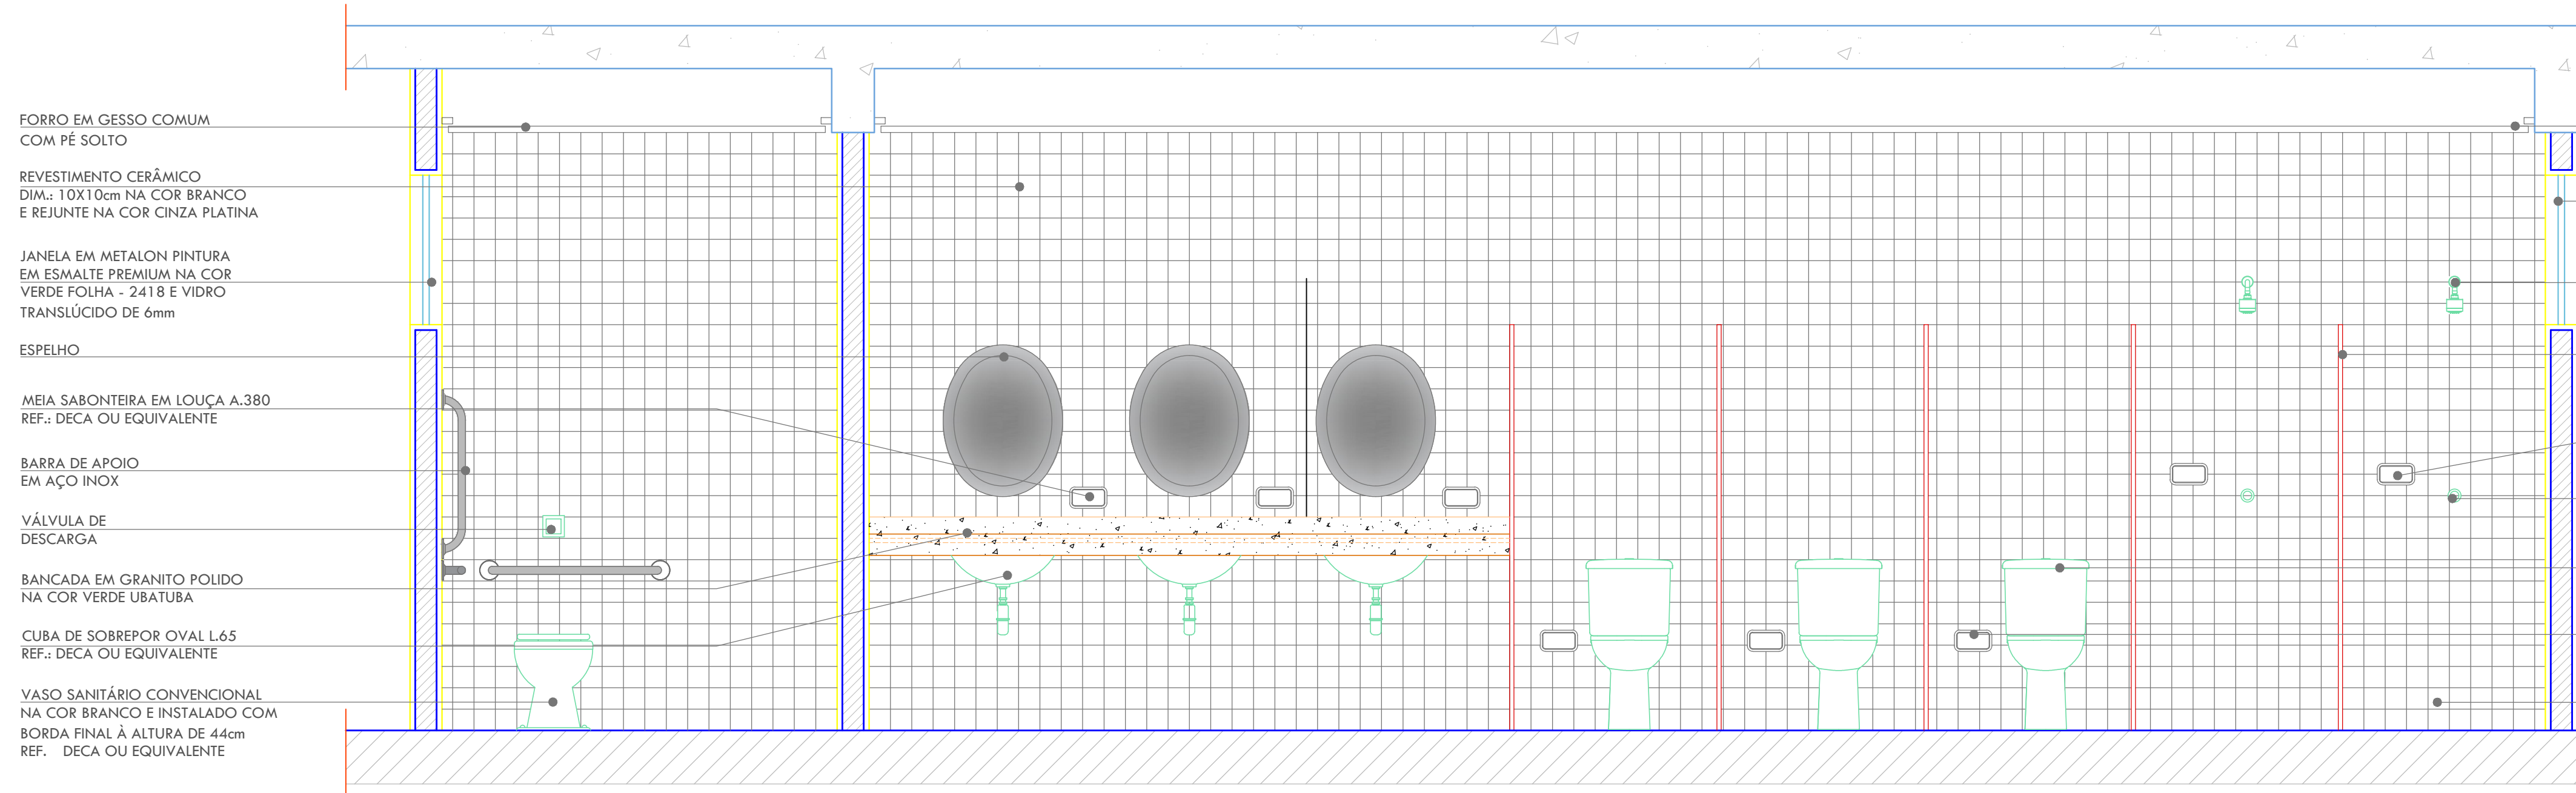 FORRO EM GESSO COMUM
COM PÉ SOLTO
REVESTIMENTO CERÂMICO
DIM.: 10X10cm NA COR BRANCO
E REJUNTE NA COR CINZA PLATINA
JANELA EM METALON PINTURA
EM ESMALTE PREMIUM NA COR
VERDE FOLHA - 2418 E VIDRO
TRANSLÚCIDO DE 6mm
ESPELHO
MEIA SABONTEIRA EM LOUÇA A.380
REF.: DECA OU EQUIVALENTE
BARRA DE APOIO
EM AÇO INOX
VÁLVULA DE
DESCARGA
BANCADA EM GRANITO POLIDO
NA COR VERDE UBATUBA
CUBA DE SOBREPOR OVAL L.65
REF.: DECA OU EQUIVALENTE
VASO SANITÁRIO CONVENCIONAL
NA COR BRANCO E INSTALADO COM
BORDA FINAL À ALTURA DE 44cm
REF. DECA OU EQUIVALENTE